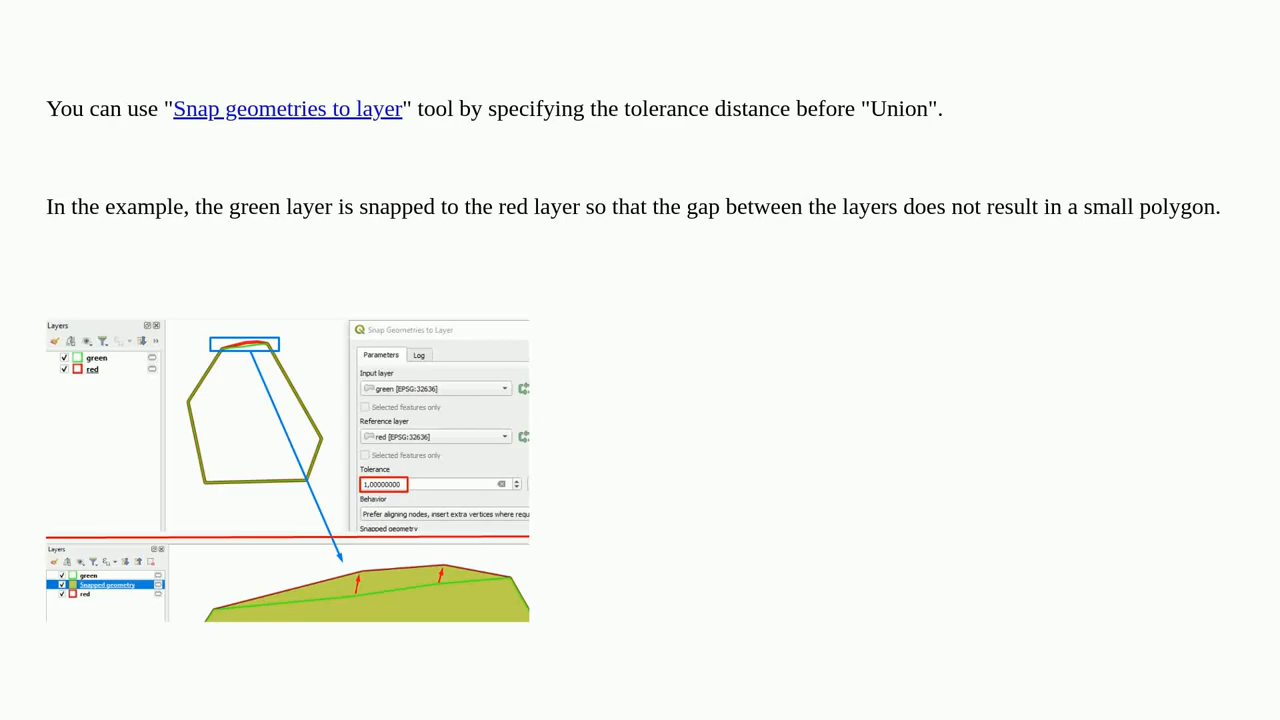 You can use "Snap geometries to layer" tool by specifying the tolerance distance before "Union".
In the example, the green layer is snapped to the red layer so that the gap between the layers does not result in a small polygon.
Layers
green
red
Snap Geometries to Layer
Parameters Log
Input layer
green [EPSG:32636]
Selected features only
Reference layer
red [EPSG:32636]
Selected features only
Tolerance
1,00000000
Behavior
Prefer aligning nodes, insert extra vertices where requ
Snapped geometry
Layers
green
Snapped geometry
red